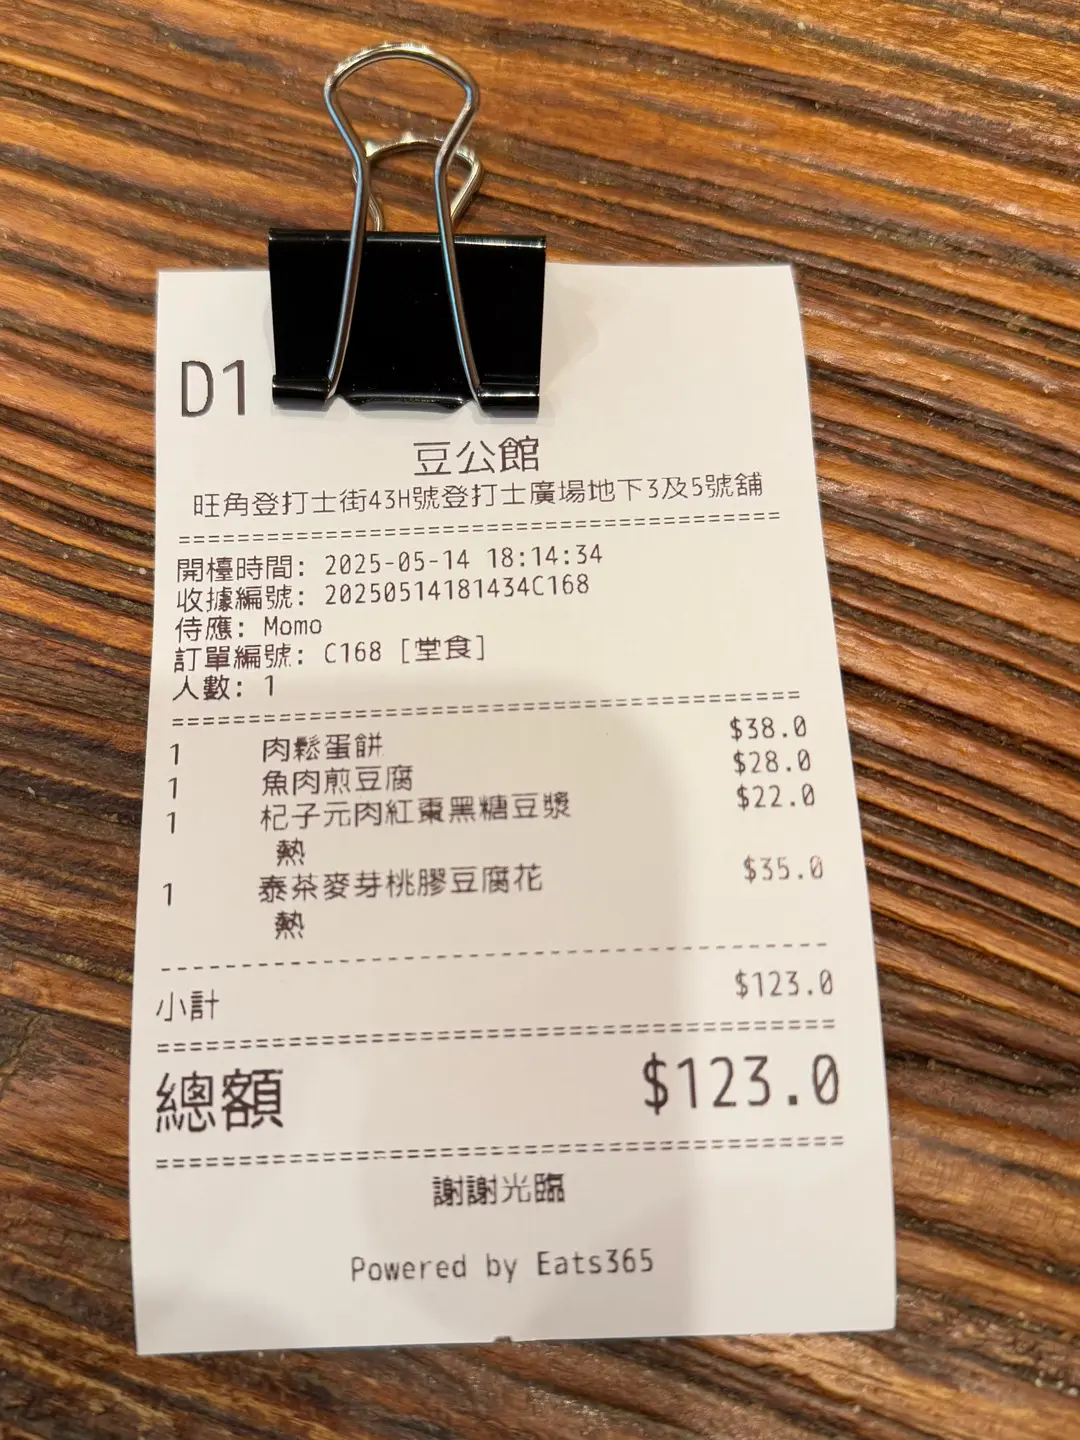 D1
豆公館
旺角登打士街43H號登打士廣場地下3及5號舖
================================================
開檯時間: 2025-05-14 18:14:34
收據編號: 20250514181434C168
侍應: Momo
訂單編號: C168 [堂食]
人數: 1
================================================
1 肉鬆蛋餅 $38.0
1 魚肉煎豆腐 $28.0
1 杞子元肉紅棗黑糖豆漿 $22.0
熱
1 泰茶麥芽桃膠豆腐花 $35.0
熱
------------------------------------------------
小計 $123.0
================================================
總額 $123.0
================================================
謝謝光臨
Powered by Eats365